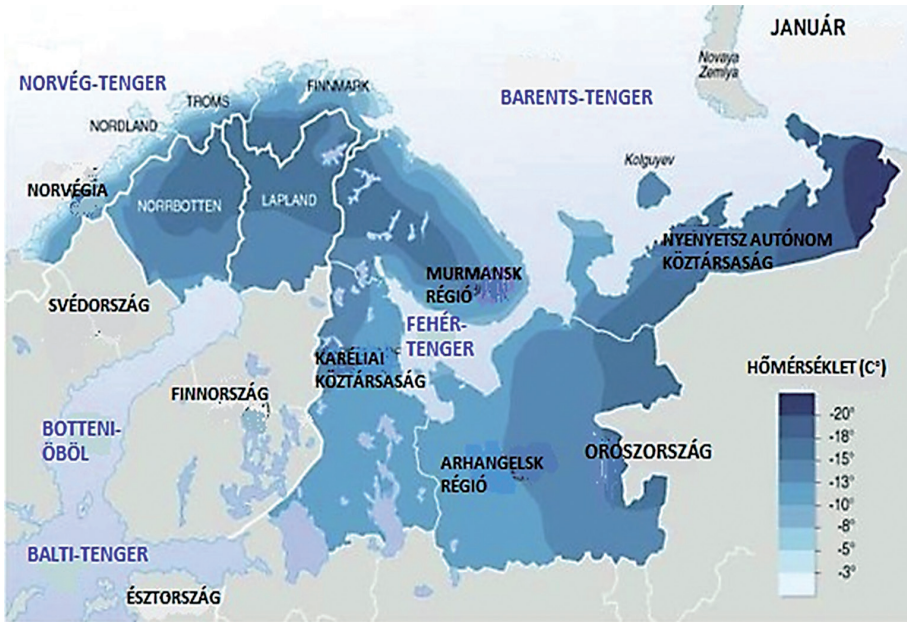 JANUÁR
Novaya
Zemlya
NORVÉG-TENGER
FINNMARK
BARENTS-TENGER
TROMS
NORDLAND
Kolguyev
NORVÉGIA
NORRBOTTEN
LAPLAND
NYENYETSZ AUTÓNOM
KÖZTÁRSASÁG
MURMANSK
RÉGIÓ
SVÉDORSZÁG
FEHÉR-
TENGER
KARÉLIAI
KÖZTÁRSASÁG
HŐMÉRSÉKLET (C°)
FINNORSZÁG
-20°
-18°
-15°
-13°
-10°
-8°
-5°
-3°
BOTTENI-
ÖBÖL
OROSZORSZÁG
ARHANGELSK
RÉGIÓ
BALTI-TENGER
ÉSZTORSZÁG